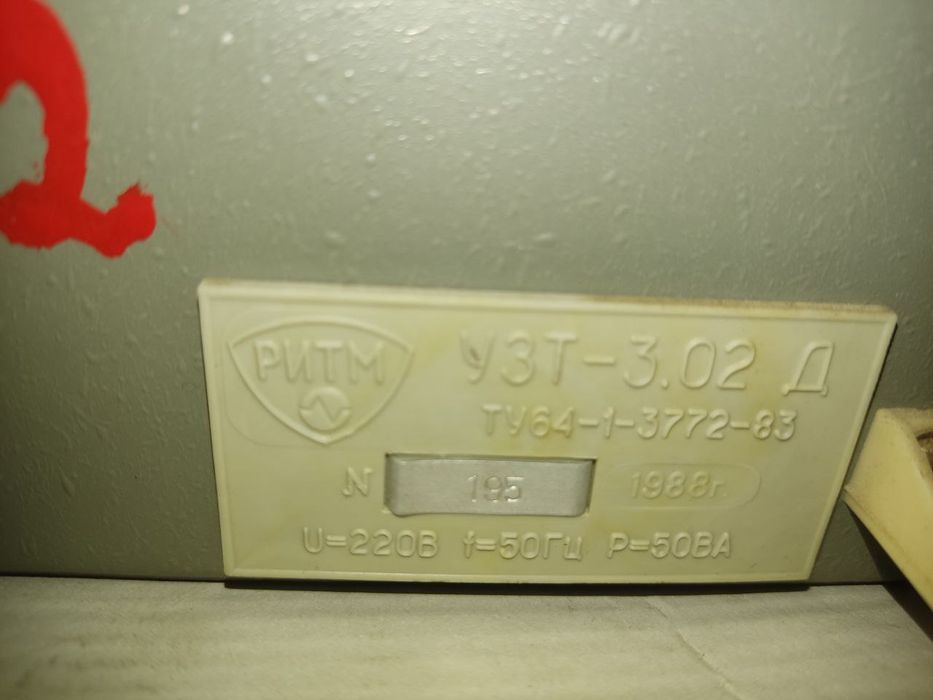 РИТМ
УЗТ-3.02 Д
ТУ64-1-3772-83
N 195 1988г.
U=220В f=50Гц P=50ВА